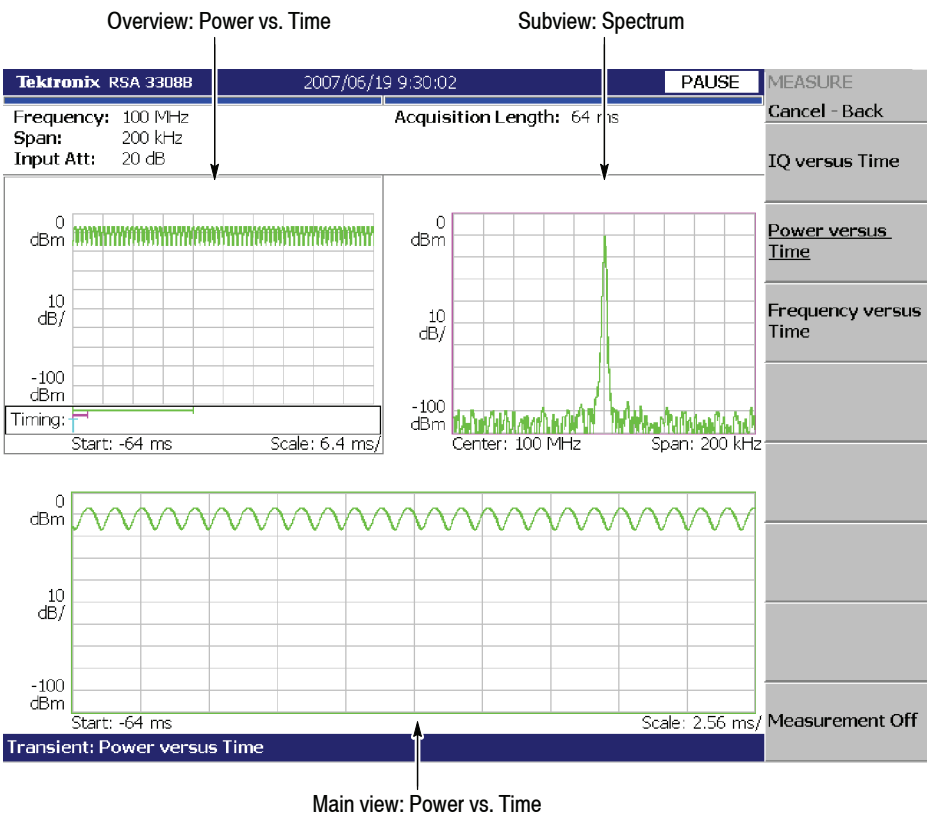 Overview: Power vs. Time
Subview: Spectrum
Tektronix RSA 3308B
2007/06/19 9:30:02
PAUSE
MEASURE
Cancel - Back
Frequency: 100 MHz
Span: 200 kHz
Input Att: 20 dB
Acquisition Length: 64 ms
IQ versus Time
Power versus
Time
Frequency versus
Time
0
dBm
10
dB/
-100
dBm
Timing:
Start: -64 ms
Scale: 6.4 ms/
0
dBm
10
dB/
-100
dBm
Center: 100 MHz
Span: 200 kHz
0
dBm
10
dB/
-100
dBm
Start: -64 ms
Scale: 2.56 ms/
Measurement Off
Transient: Power versus Time
Main view: Power vs. Time